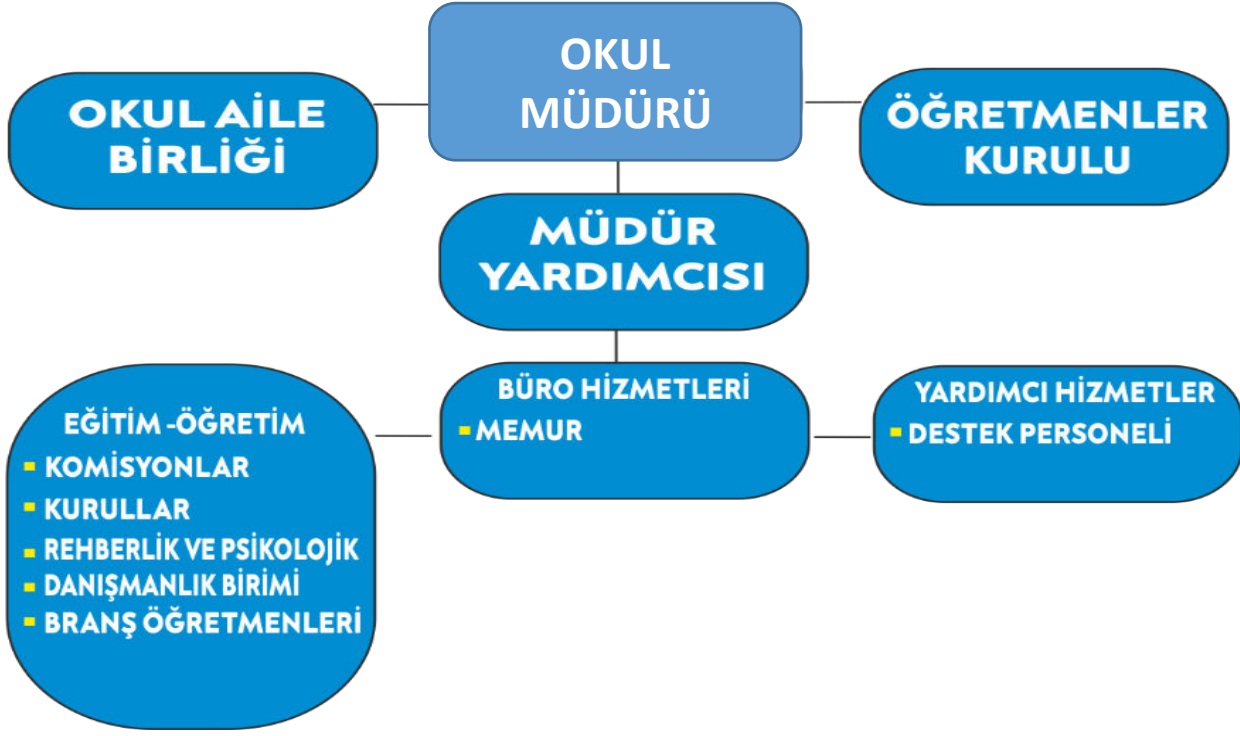 OKUL
MÜDÜRÜ
OKUL AİLE
BİRLİĞİ
ÖĞRETMENLER
KURULU
MÜDÜR
YARDIMCISI
EĞİTİM -ÖĞRETİM
KOMİSYONLAR
KURULLAR
REHBERLİK VE PSİKOLOJİK
DANIŞMANLIK BİRİMİ
BRANŞ ÖĞRETMENLERİ
BÜRO HİZMETLERİ
MEMUR
YARDIMCI HİZMETLER
DESTEK PERSONELİ